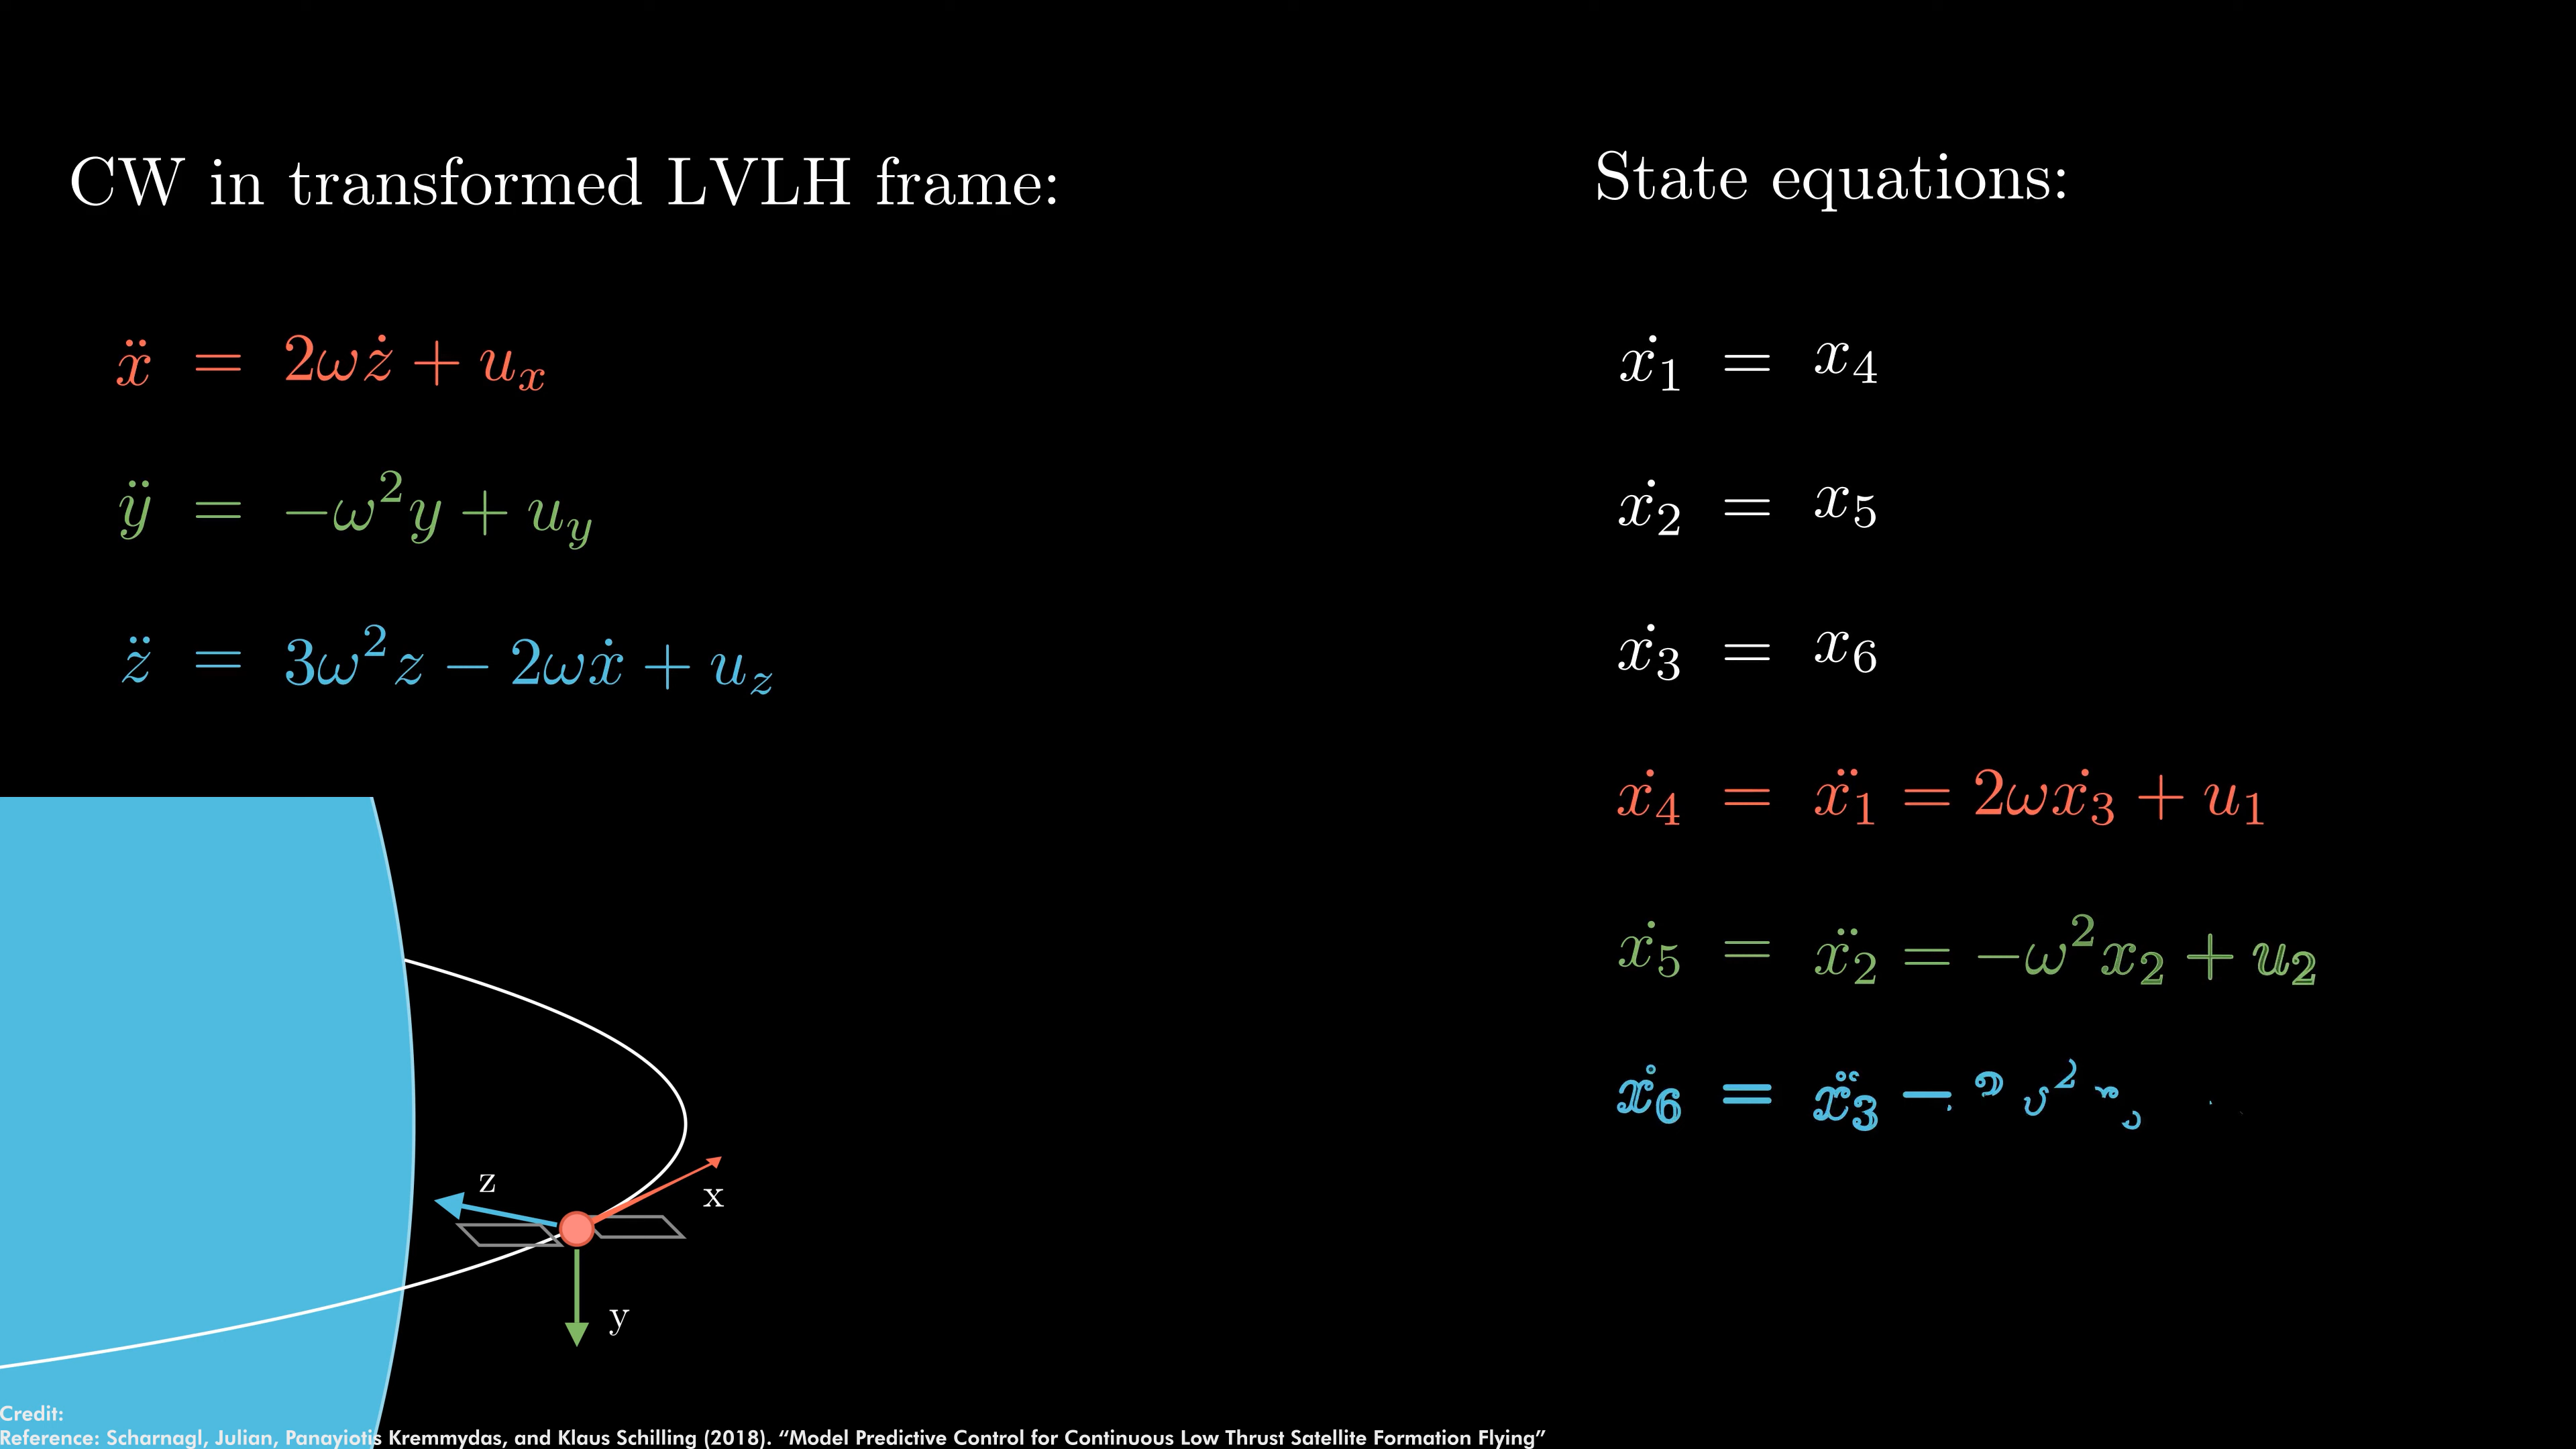 CW in transformed LVLH frame:
ẍ = 2ωż + uₓ
ÿ = −ω²y + u_y
z̈ = 3ω²z − 2ωẋ + u_z
State equations:
ẋ₁ = x₄
ẋ₂ = x₅
ẋ₃ = x₆
ẋ₄ = ẍ₁ = 2ωẋ₃ + u₁
ẋ₅ = ẍ₂ = −ω²x₂ + u₂
ẋ₆ = ẍ₃
z
x
y
Credit:
Reference: Scharnagl, Julian, Panayiotis Kremmydas, and Klaus Schilling (2018). “Model Predictive Control for Continuous Low Thrust Satellite Formation Flying”